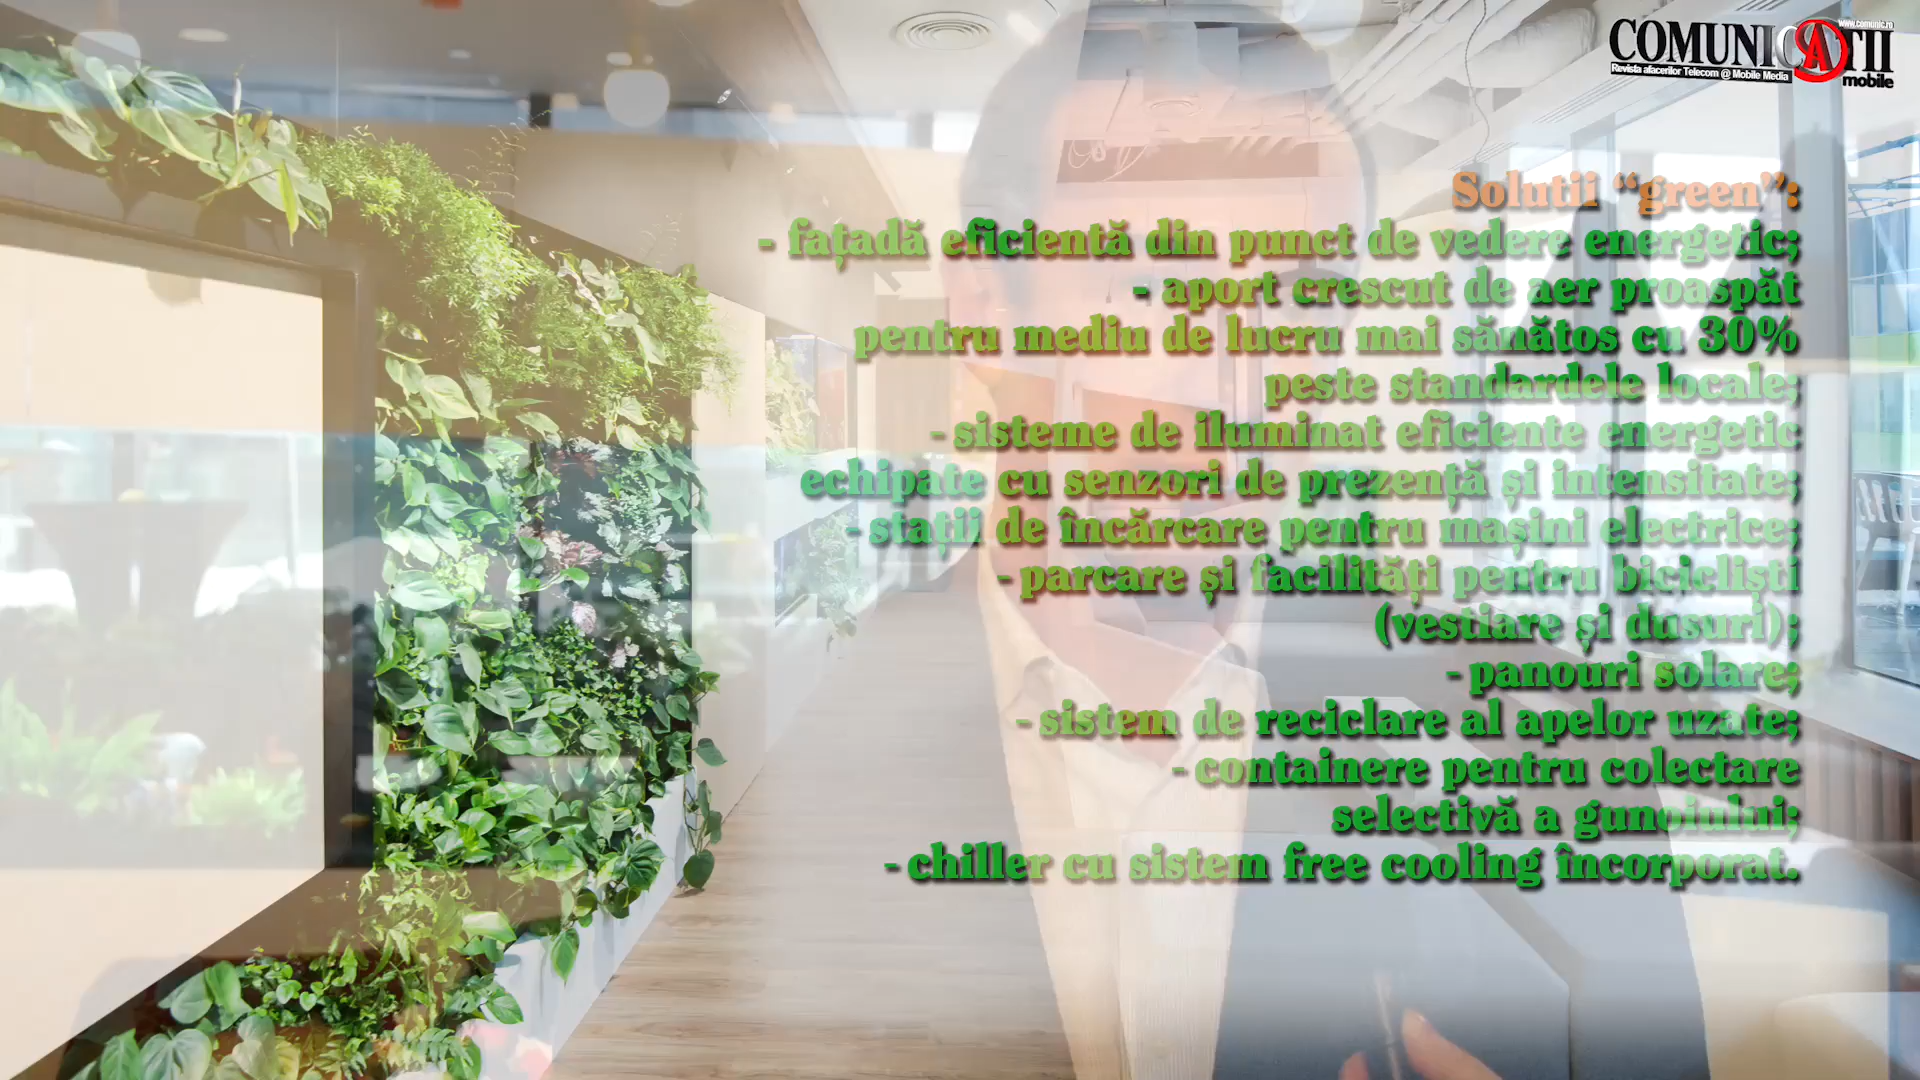 www.comunic.ro
COMUNICATII
Revista afacerilor Telecom @ Mobile Media
mobile
Solutii “green”:
- fațadă eficientă din punct de vedere energetic;
- aport crescut de aer proaspăt
pentru mediu de lucru mai sănătos cu 30%
peste standardele locale;
- sisteme de iluminat eficiente energetic
echipate cu senzori de prezență și intensitate;
- stații de încărcare pentru mașini electrice;
- parcare și facilități pentru bicicliști
(vestiare și dusuri);
- panouri solare;
- sistem de reciclare al apelor uzate;
- containere pentru colectare
selectivă a gunoiului;
- chiller cu sistem free cooling încorporat.